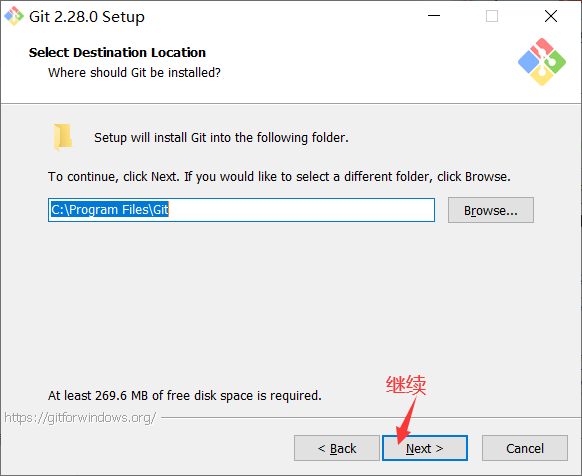 Git 2.28.0 Setup
Select Destination Location
Where should Git be installed?
Setup will install Git into the following folder.
To continue, click Next. If you would like to select a different folder, click Browse.
C:\Program Files\Git
Browse...
At least 269.6 MB of free disk space is required.
继续
https://gitforwindows.org/
< Back
Next >
Cancel